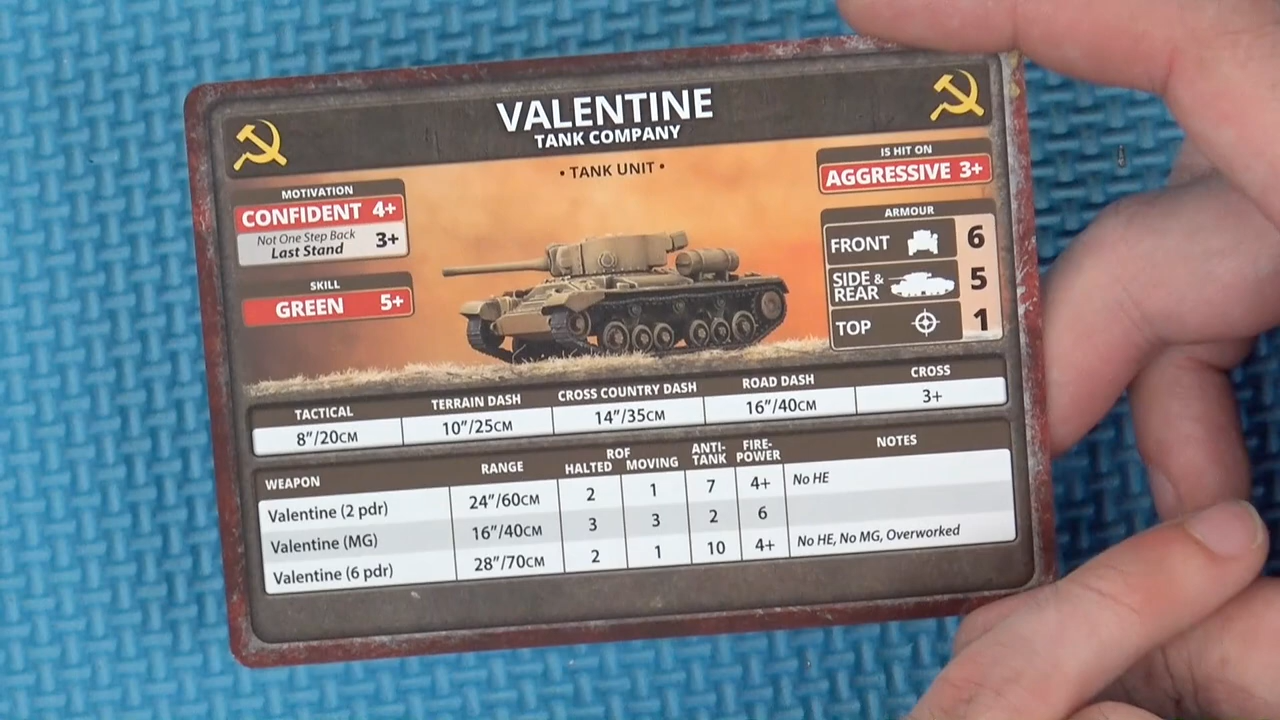 VALENTINE
TANK COMPANY
• TANK UNIT •
MOTIVATION
CONFIDENT 4+
Not One Step Back
Last Stand 3+
SKILL
GREEN 5+
IS HIT ON
AGGRESSIVE 3+
ARMOUR
FRONT 6
SIDE &
REAR 5
TOP 1
TACTICAL TERRAIN DASH CROSS COUNTRY DASH ROAD DASH CROSS
8"/20CM 10"/25CM 14"/35CM 16"/40CM 3+
WEAPON RANGE ROF HALTED MOVING ANTI-TANK FIRE-POWER NOTES
Valentine (2 pdr) 24"/60CM 2 1 7 4+ No HE
Valentine (MG) 16"/40CM 3 3 2 6
Valentine (6 pdr) 28"/70CM 2 1 10 4+ No HE, No MG, Overworked